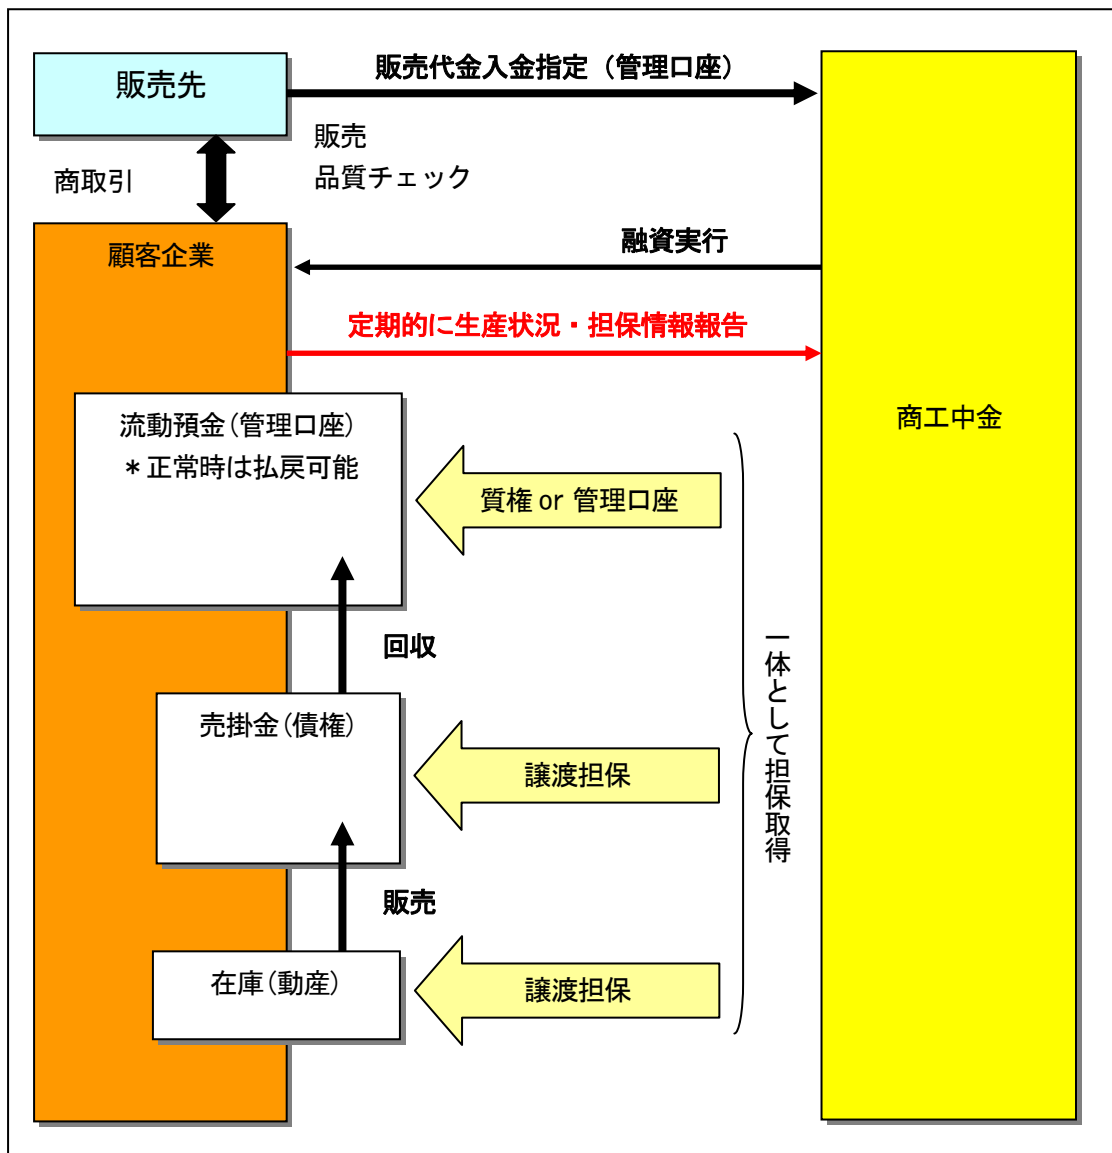 販売先
販売代金入金指定（管理口座）
販売
品質チェック
商取引
顧客企業
融資実行
定期的に生産状況・担保情報報告
商工中金
流動預金(管理口座)
＊正常時は払戻可能
質権 or 管理口座
回収
一体として担保取得
売掛金(債権)
譲渡担保
販売
在庫(動産)
譲渡担保